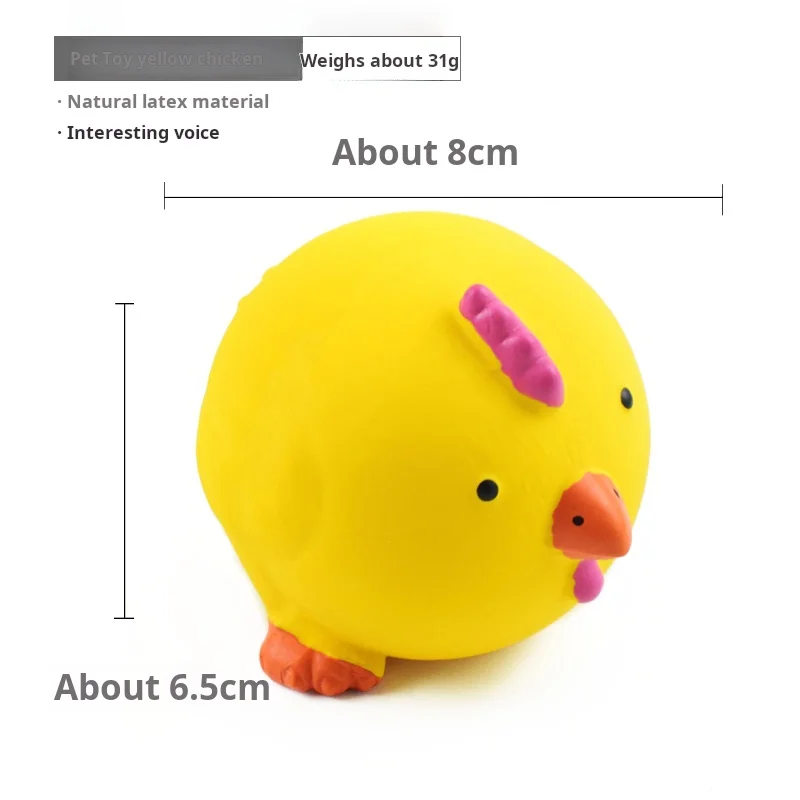 Pet Toy yellow chicken Weighs about 31g
· Natural latex material
· Interesting voice
About 8cm
About 6.5cm